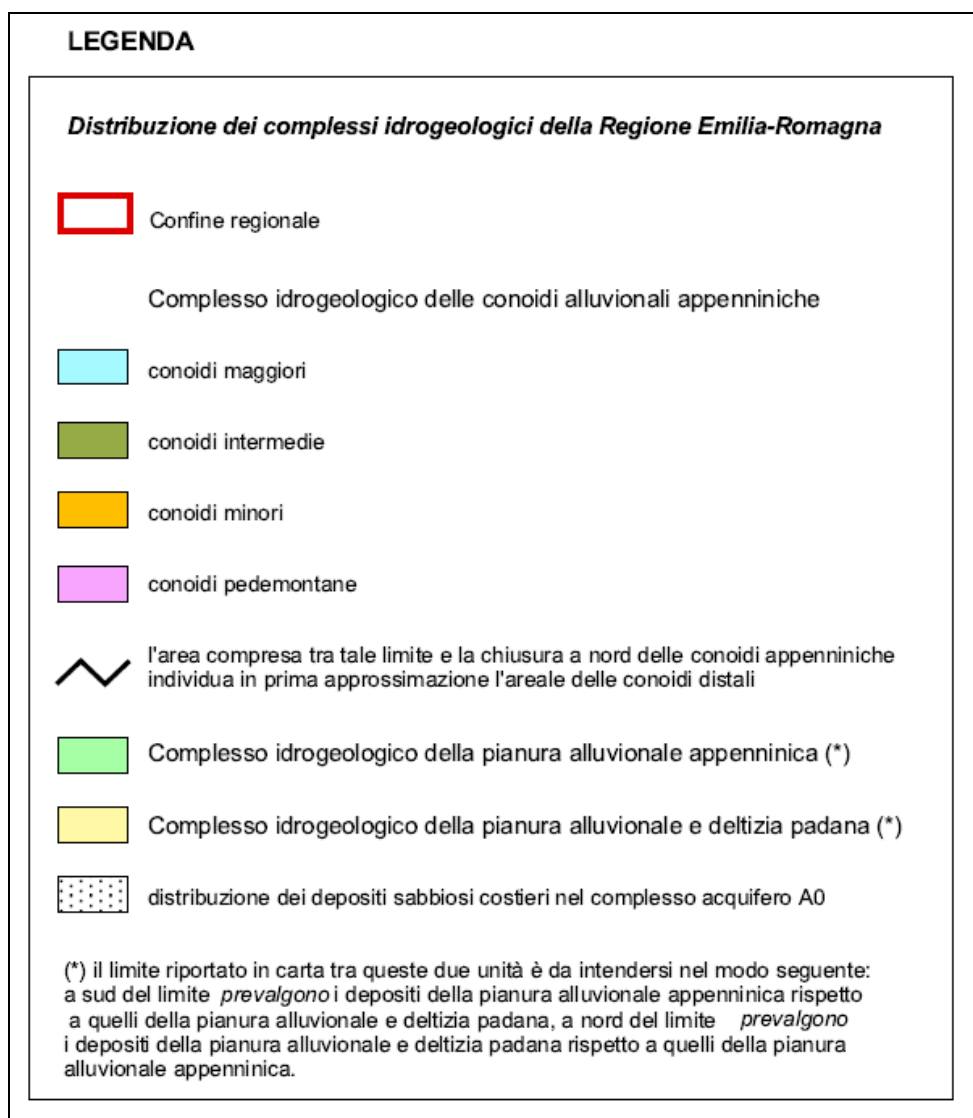 LEGENDA
Distribuzione dei complessi idrogeologici della Regione Emilia-Romagna
Confine regionale
Complesso idrogeologico delle conoidi alluvionali appenniniche
conoidi maggiori
conoidi intermedie
conoidi minori
conoidi pedemontane
l'area compresa tra tale limite e la chiusura a nord delle conoidi appenniniche
individua in prima approssimazione l'areale delle conoidi distali
Complesso idrogeologico della pianura alluvionale appenninica (*)
Complesso idrogeologico della pianura alluvionale e deltizia padana (*)
distribuzione dei depositi sabbiosi costieri nel complesso acquifero A0
(*) il limite riportato in carta tra queste due unità è da intendersi nel modo seguente:
a sud del limite prevalgono i depositi della pianura alluvionale appenninica rispetto
a quelli della pianura alluvionale e deltizia padana, a nord del limite prevalgono
i depositi della pianura alluvionale e deltizia padana rispetto a quelli della pianura
alluvionale appenninica.